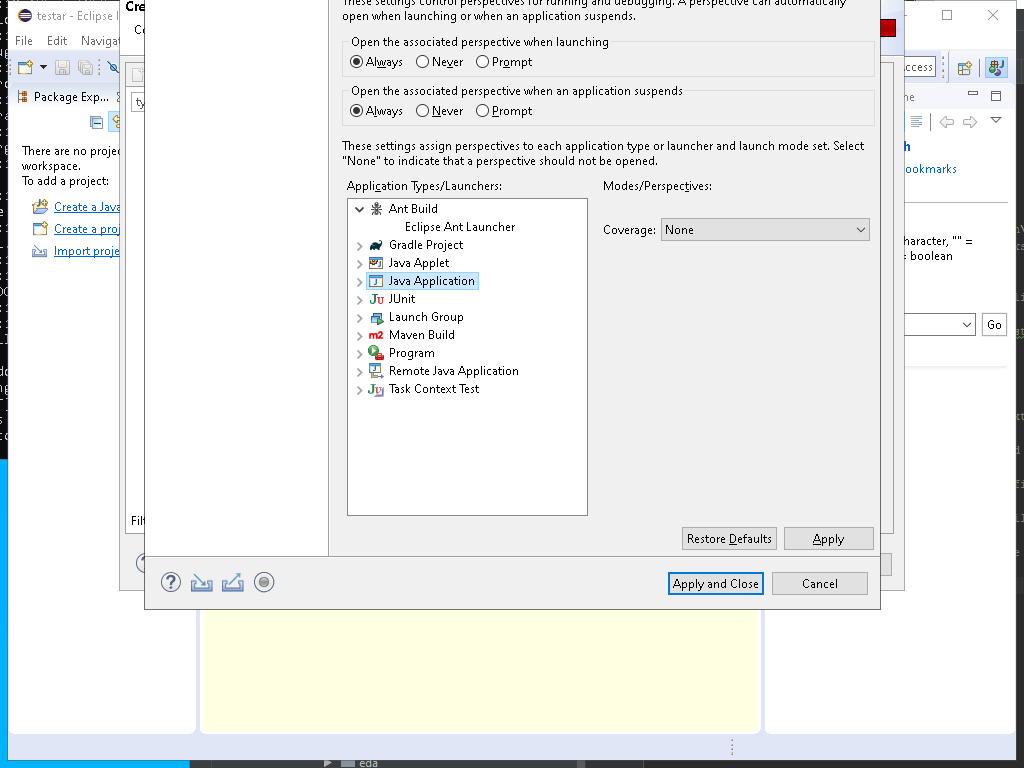 testar - Eclipse I
File Edit Navigat
Cre
These settings control perspectives for running and debugging. A perspective can automatically
open when launching or when an application suspends.
Open the associated perspective when launching
Always Never Prompt
Open the associated perspective when an application suspends
Always Never Prompt
These settings assign perspectives to each application type or launcher and launch mode set. Select
"None" to indicate that a perspective should not be opened.
Application Types/Launchers:
Modes/Perspectives:
Ant Build
Eclipse Ant Launcher
Gradle Project
Java Applet
Java Application
JUnit
Launch Group
Maven Build
Program
Remote Java Application
Task Context Test
Coverage: None
Restore Defaults Apply
Apply and Close Cancel
Package Exp...
There are no projec
workspace.
To add a project:
Create a Java
Create a proj
Import proje
ty
Filt
ccess
ne
h
ookmarks
haracter, "" =
= boolean
Go
eda